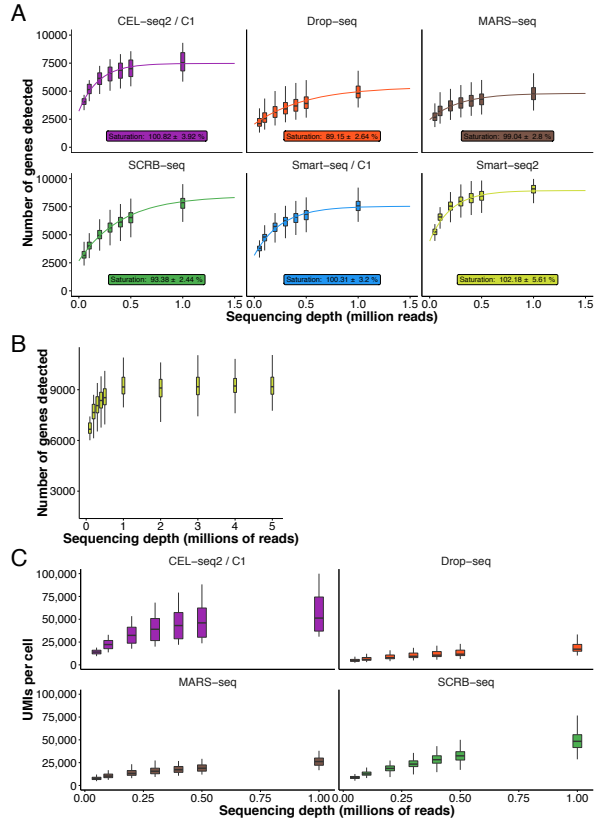 A
CEL−seq2 / C1
Drop−seq
MARS−seq
Number of genes detected
10000
7500
5000
2500
0
Saturation: 100.82 ± 3.92 %
Saturation: 89.15 ± 2.64 %
Saturation: 99.04 ± 2.8 %
SCRB−seq
Smart−seq / C1
Smart−seq2
10000
7500
5000
2500
0
Saturation: 93.38 ± 2.44 %
Saturation: 100.31 ± 3.2 %
Saturation: 102.18 ± 5.61 %
0.0 0.5 1.0 1.5 0.0 0.5 1.0 1.5 0.0 0.5 1.0 1.5
Sequencing depth (million reads)
B
Number of genes detected
9000
6000
3000
0 1 2 3 4 5
Sequencing depth (millions of reads)
C
CEL−seq2 / C1
Drop−seq
UMIs per cell
100,000
75,000
50,000
25,000
0
MARS−seq
SCRB−seq
100,000
75,000
50,000
25,000
0
0.00 0.25 0.50 0.75 1.00 0.00 0.25 0.50 0.75 1.00
Sequencing depth (millions of reads)